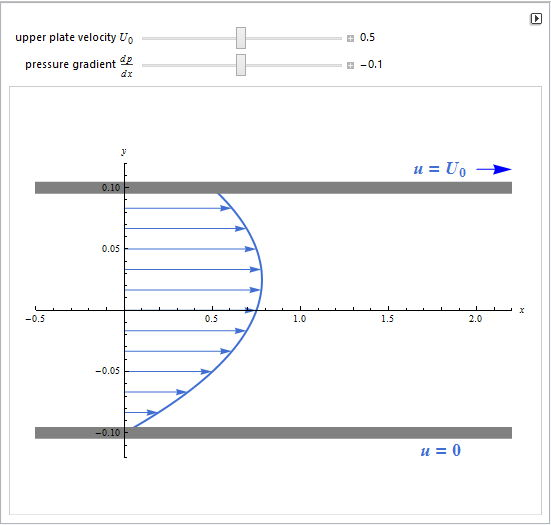 upper plate velocity U₀ 0.5
pressure gradient dp/dx −0.1
y
u = U₀
0.10
0.05
x
−0.5 0.5 1.0 1.5 2.0
−0.05
−0.10
u = 0